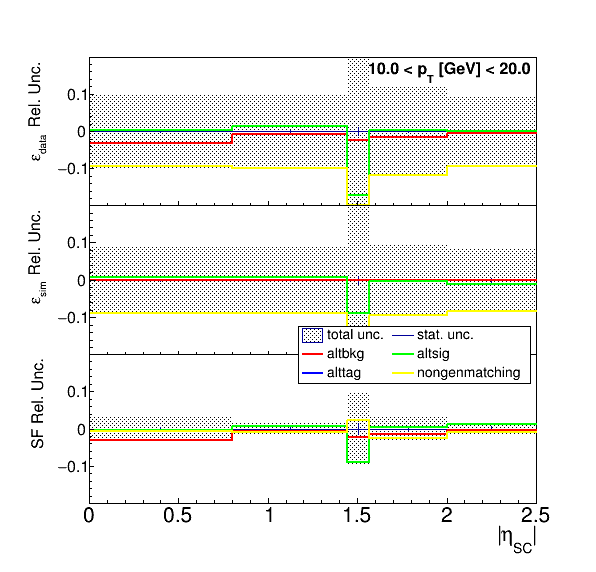 10.0 < p_T [GeV] < 20.0
ε_data Rel. Unc.
0.1
0
−0.1
ε_sim Rel. Unc.
0.1
0
−0.1
total unc. stat. unc.
altbkg altsig
alttag nongenmatching
SF Rel. Unc.
0.1
0
−0.1
0 0.5 1 1.5 2 2.5
|η_SC|